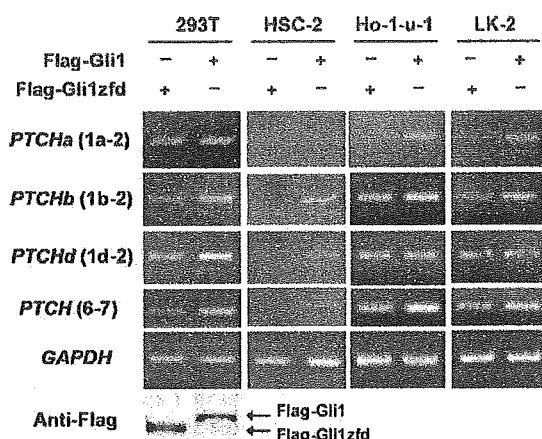 293T HSC-2 Ho-1-u-1 LK-2
Flag-Gli1 − + − + − + − +
Flag-Gli1zfd + − + − + − + −
PTCHa (1a-2)
PTCHb (1b-2)
PTCHd (1d-2)
PTCH (6-7)
GAPDH
Anti-Flag ← Flag-Gli1
← Flag-Gli1zfd